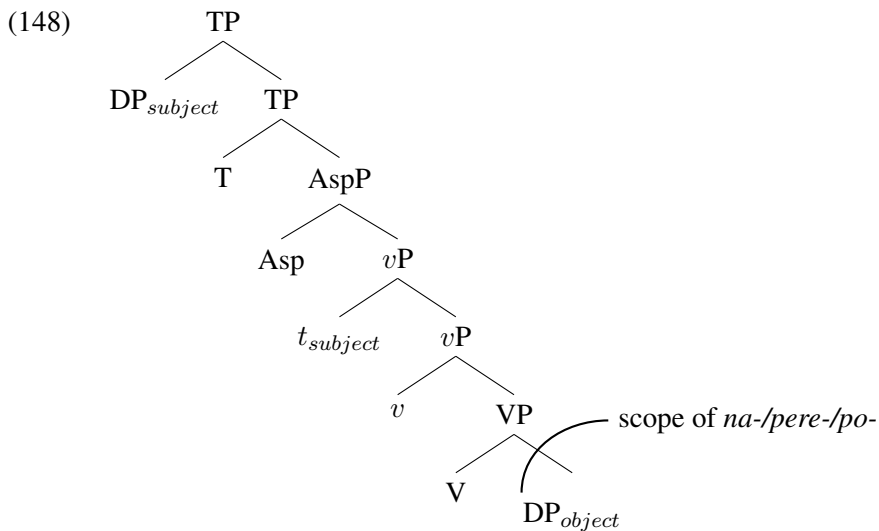 (148)
TP
DP_subject TP
T AspP
Asp vP
t_subject vP
v VP
scope of na-/pere-/po-
V
DP_object